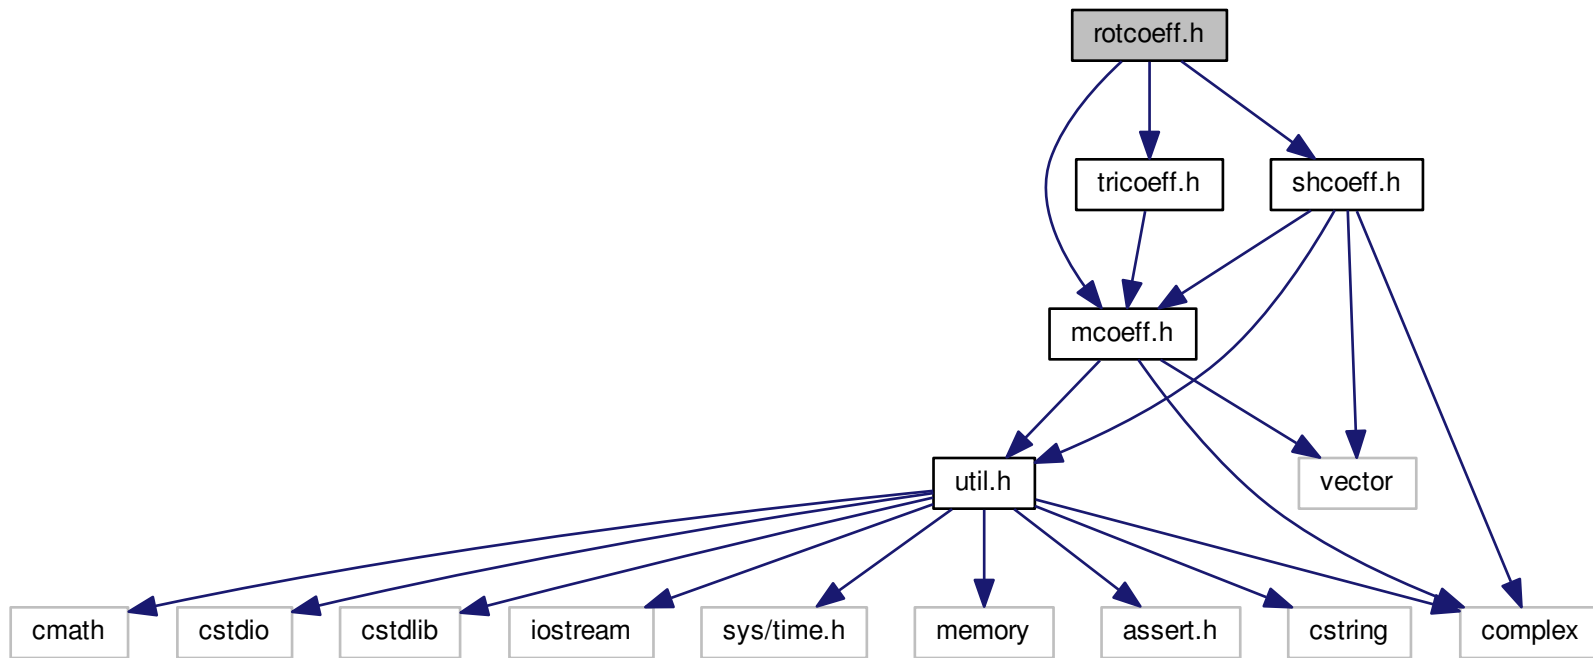 rotcoeff.h
tricoeff.h
shcoeff.h
mcoeff.h
util.h
vector
cmath
cstdio
cstdlib
iostream
sys/time.h
memory
assert.h
cstring
complex